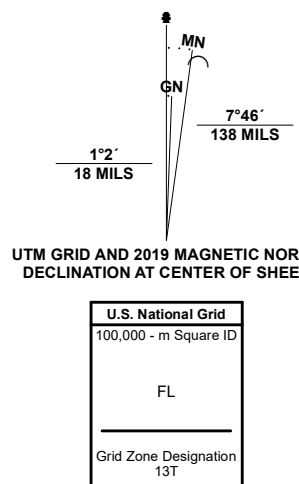 MN
GN
7°46´
138 MILS
1°2´
18 MILS
UTM GRID AND 2019 MAGNETIC NOR
DECLINATION AT CENTER OF SHEE
U.S. National Grid
100,000 - m Square ID
FL
Grid Zone Designation
13T